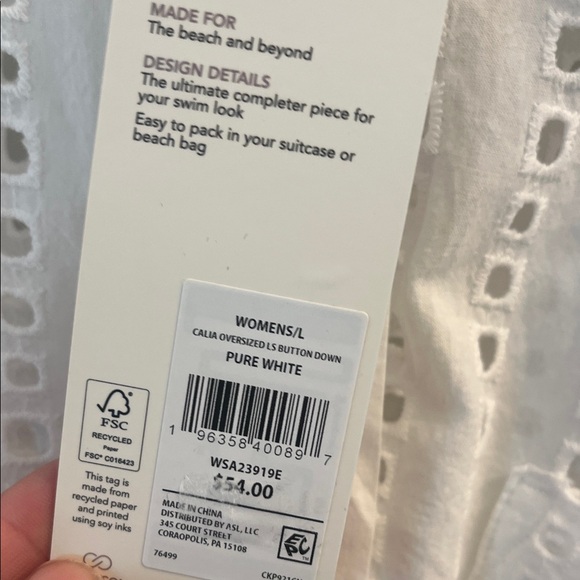 MADE FOR
The beach and beyond
DESIGN DETAILS
The ultimate completer piece for
your swim look
Easy to pack in your suitcase or
beach bag
WOMENS/L
CALIA OVERSIZED LS BUTTON DOWN
PURE WHITE
1 96358 40089 7
WSA23919E
$54.00
MADE IN CHINA
DISTRIBUTED BY ASL, LLC
345 COURT STREET
CORAOPOLIS, PA 15108
76499
EPC
FSC
RECYCLED
Paper
FSC® C016423
This tag is
made from
recycled paper
and printed
using soy inks